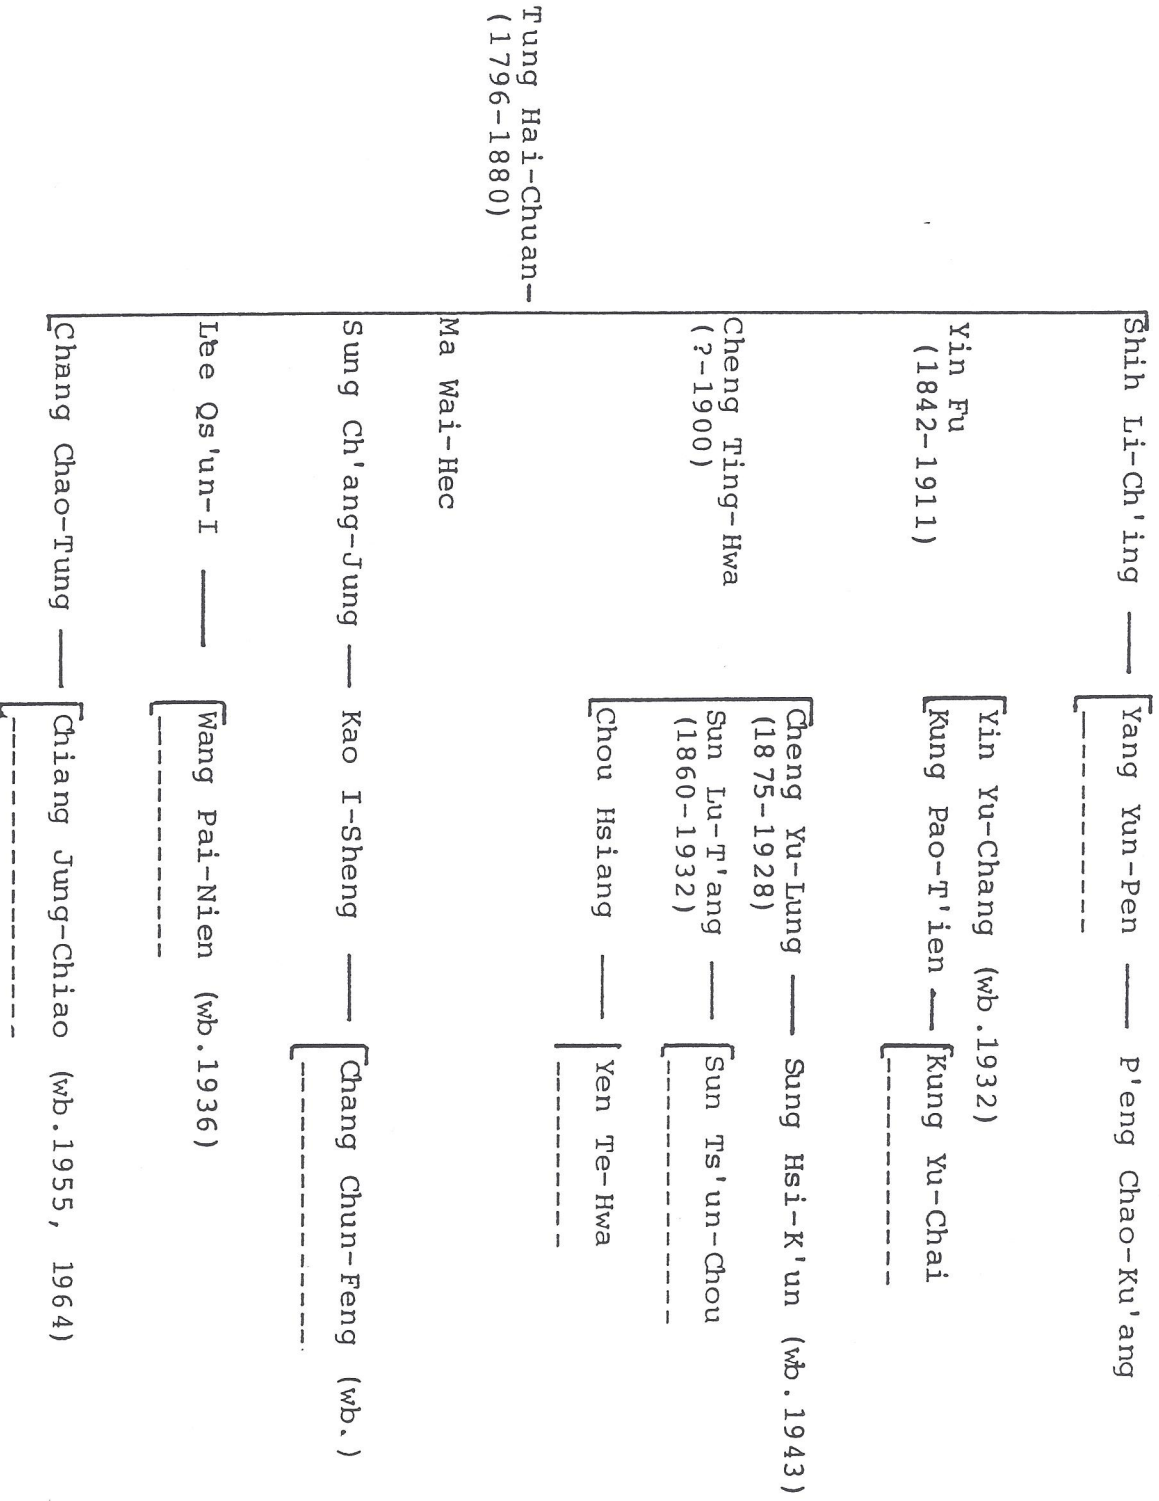 Tung Hai-Chuan
(1796-1880)
Shih Li-Ch'ing
Yang Yun-Pen
P'eng Chao-Ku'ang
Yin Fu
(1842-1911)
Yin Yu-Chang (wb.1932)
Kung Pao-T'ien
Kung Yu-Chai
Cheng Ting-Hwa
(?-1900)
Cheng Yu-Lung
(1875-1928)
Sung Hsi-K'un (wb.1943)
Sun Lu-T'ang
(1860-1932)
Sun Ts'un-Chou
Chou Hsiang
Yen Te-Hwa
Ma Wai-Hec
Sung Ch'ang-Jung
Kao I-Sheng
Chang Chun-Feng (wb.)
Lee Qs'un-I
Wang Pai-Nien (wb.1936)
Chang Chao-Tung
Chiang Jung-Chiao (wb.1955, 1964)